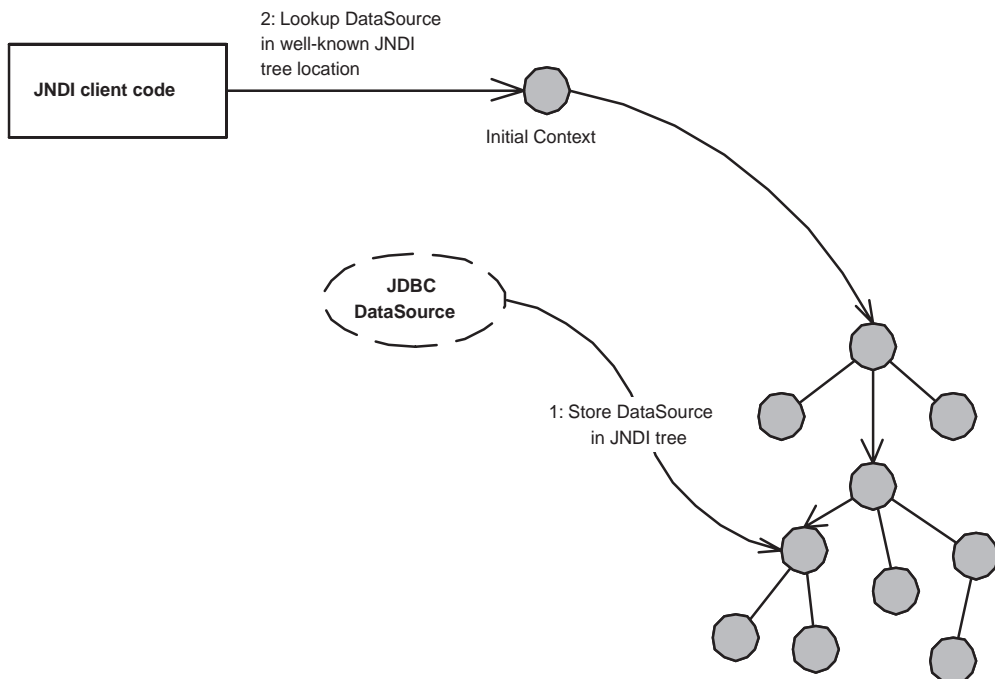 2: Lookup DataSource
in well-known JNDI
tree location
JNDI client code
Initial Context
JDBC
DataSource
1: Store DataSource
in JNDI tree